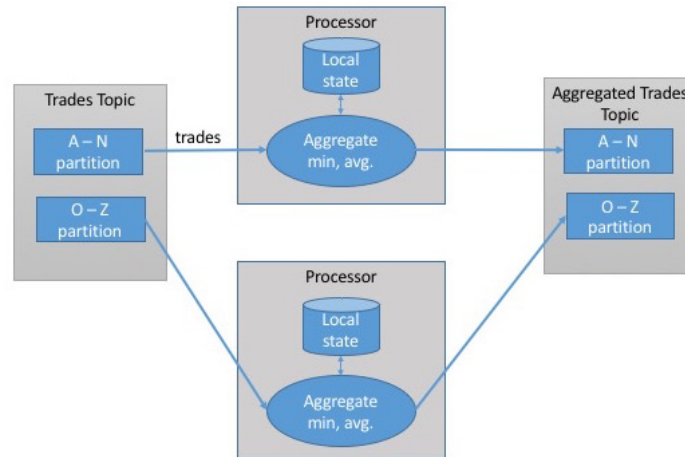 Processor
Local
state
Aggregate
min, avg.
Trades Topic
A – N
partition
O – Z
partition
trades
Aggregated Trades
Topic
A – N
partition
O – Z
partition
Processor
Local
state
Aggregate
min, avg.